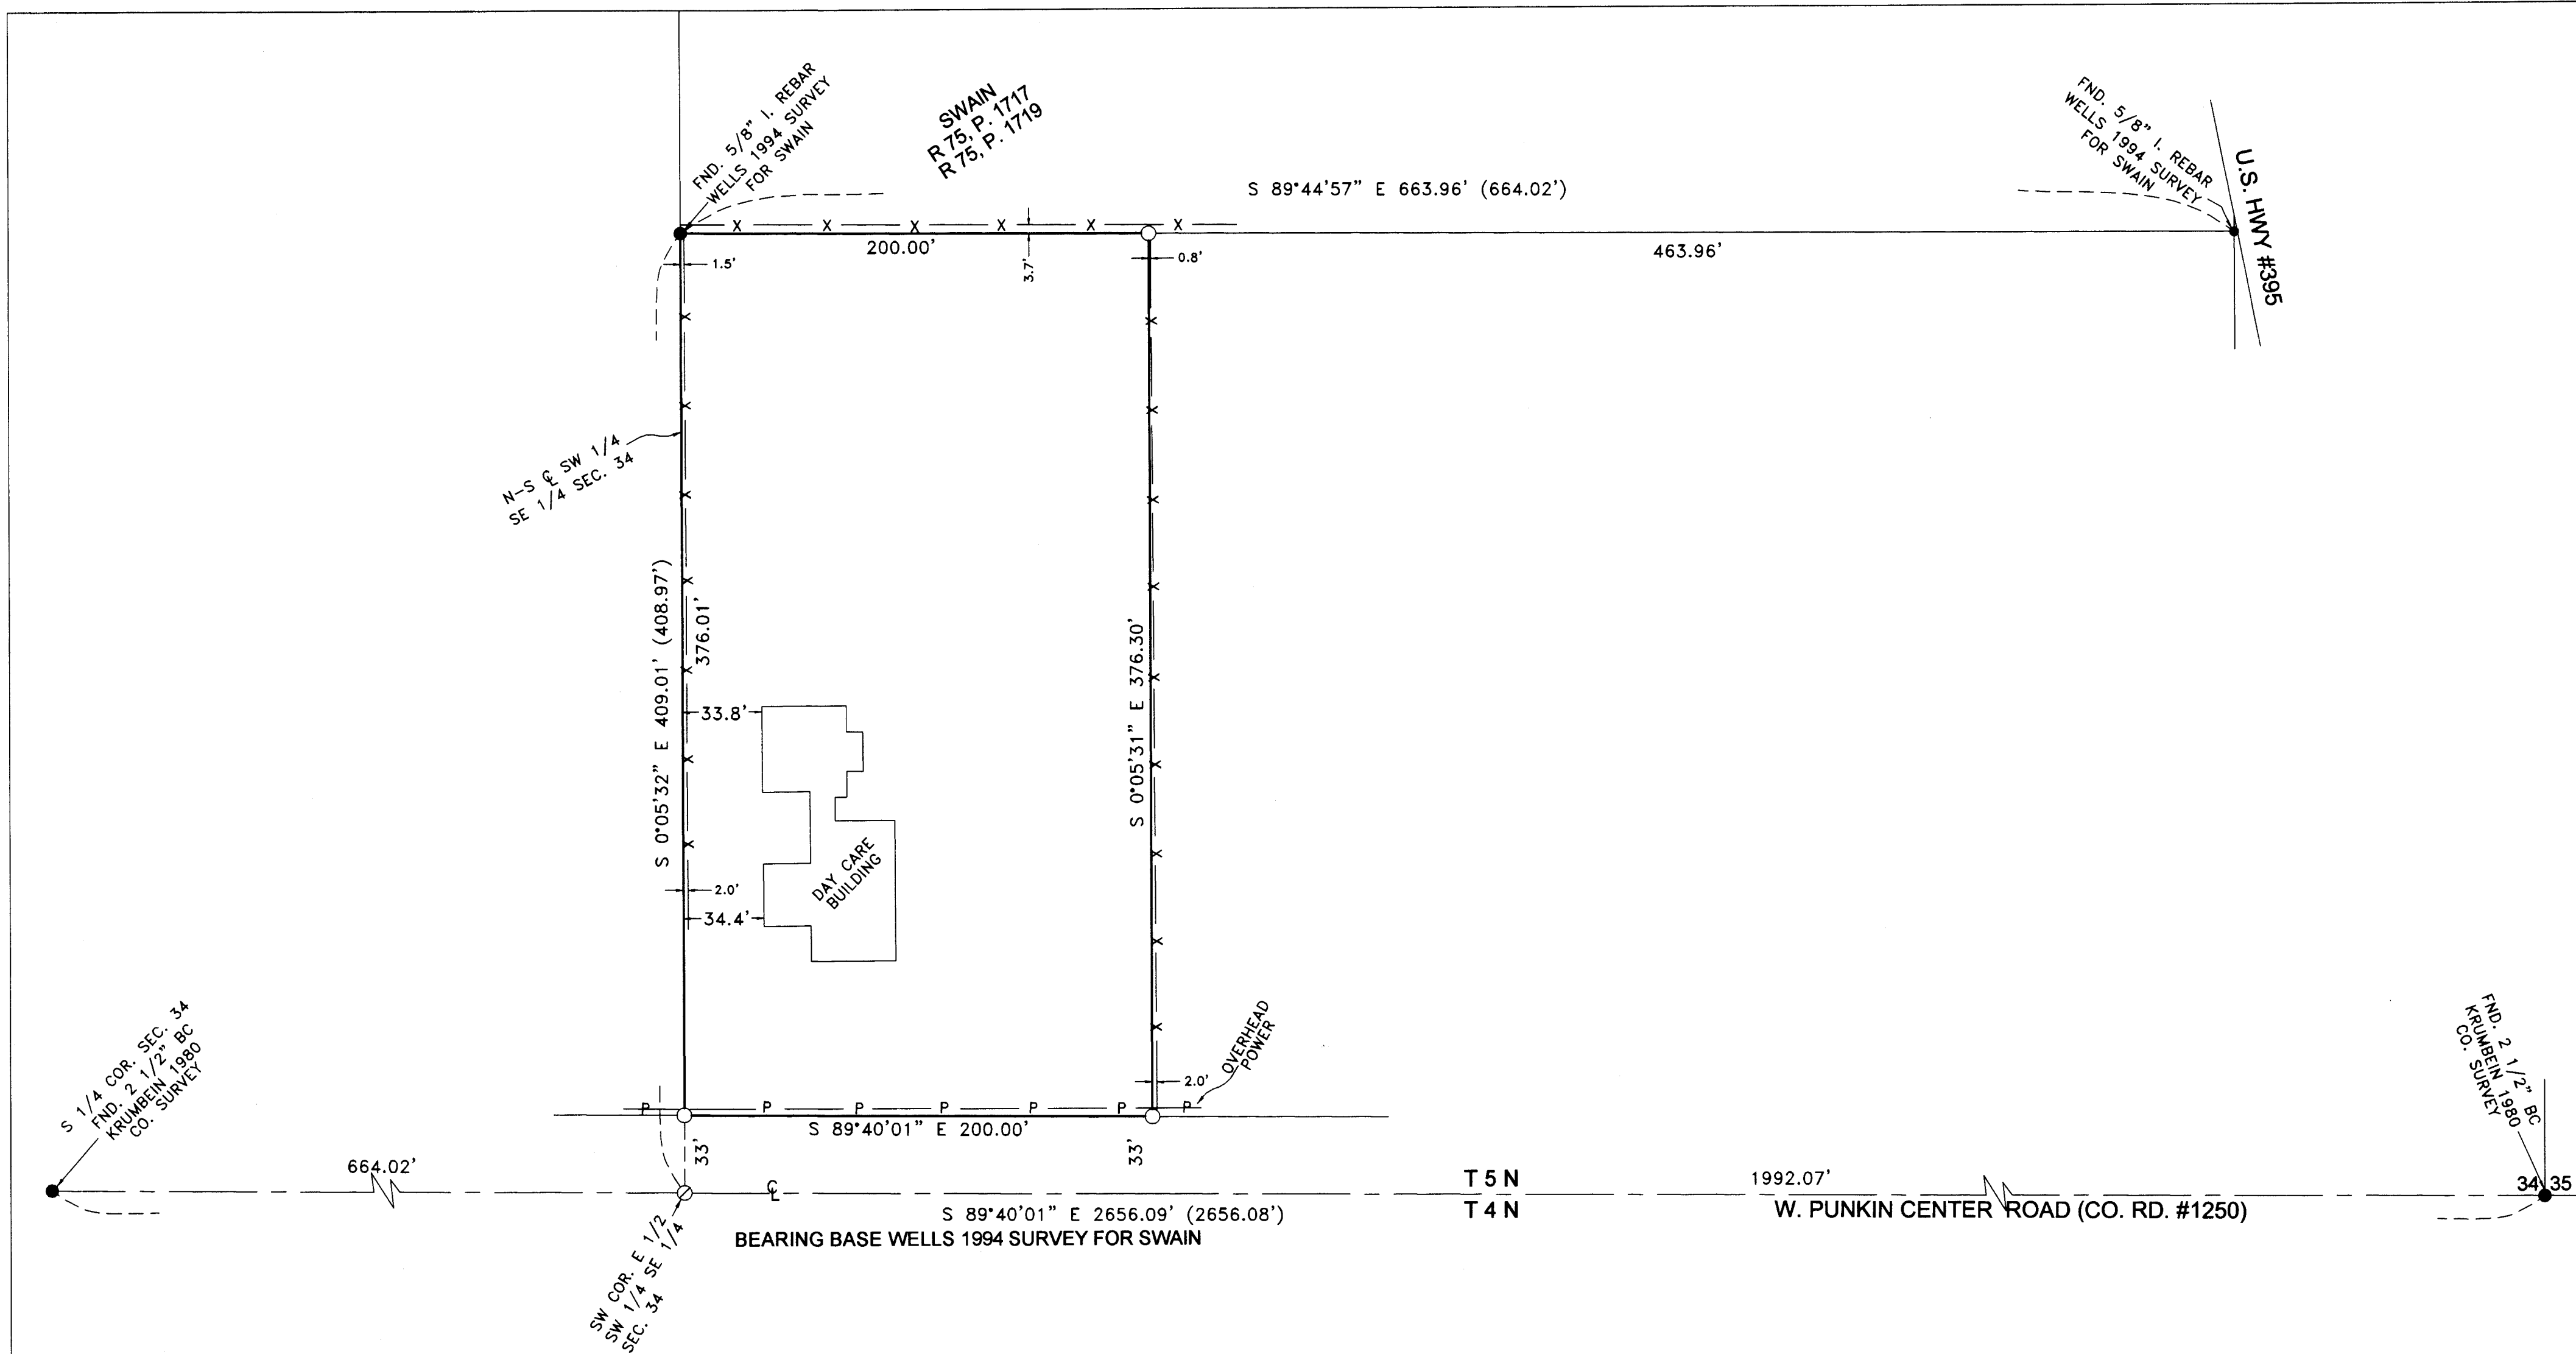 FND. 5/8" I. REBAR
WELLS 1994 SURVEY
FOR SWAIN
SWAIN
R 75, P. 1717
R 75, P. 1719
S 89°44'57" E 663.96' (664.02')
FND. 5/8" I. REBAR
WELLS 1994 SURVEY
FOR SWAIN
U.S. HWY #395
X X X X X X
200.00'
463.96'
1.5'
3.7'
0.8'
N-S ℄ SW 1/4
SE 1/4 SEC. 34
S 0°05'32" E 409.01' (408.97')
376.01'
S 0°05'31" E 376.30'
33.8'
DAY CARE
BUILDING
2.0'
34.4'
OVERHEAD
POWER
2.0'
P P P P P P P
S 89°40'01" E 200.00'
33'
33'
S 1/4 COR. SEC. 34
FND. 2 1/2" BC
KRUMBEIN 1980
CO. SURVEY
FND. 2 1/2" BC
KRUMBEIN 1980
CO. SURVEY
664.02'
℄
T 5 N
T 4 N
1992.07'
34 35
S 89°40'01" E 2656.09' (2656.08')
W. PUNKIN CENTER ROAD (CO. RD. #1250)
BEARING BASE WELLS 1994 SURVEY FOR SWAIN
SW COR. E 1/2
SW 1/4 SE 1/4
SEC. 34